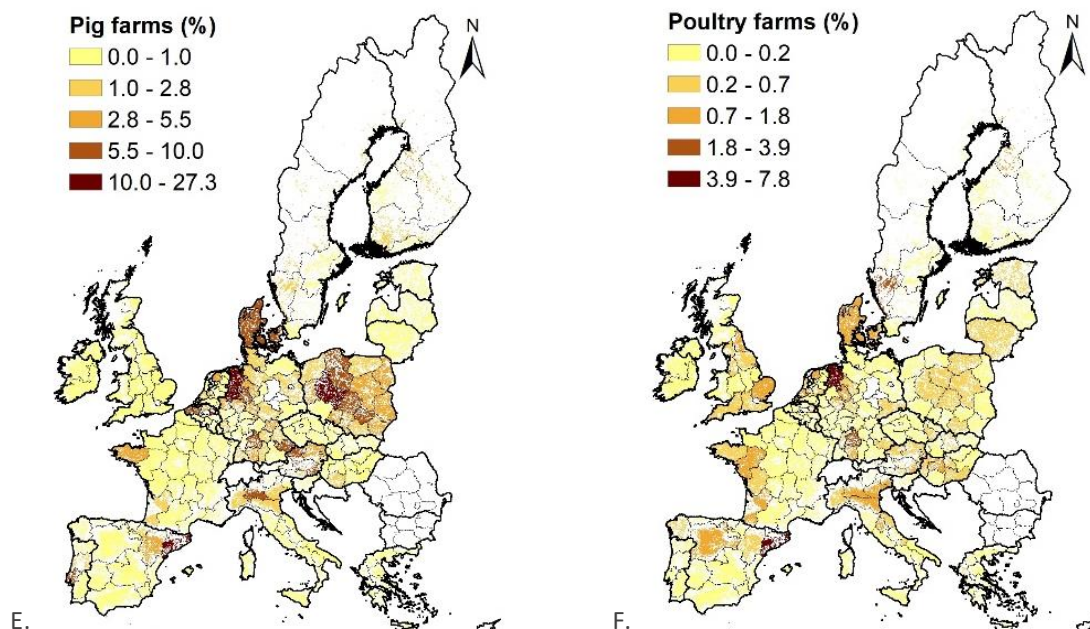 Pig farms (%)
0.0 - 1.0
1.0 - 2.8
2.8 - 5.5
5.5 - 10.0
10.0 - 27.3
N
E.
Poultry farms (%)
0.0 - 0.2
0.2 - 0.7
0.7 - 1.8
1.8 - 3.9
3.9 - 7.8
N
F.